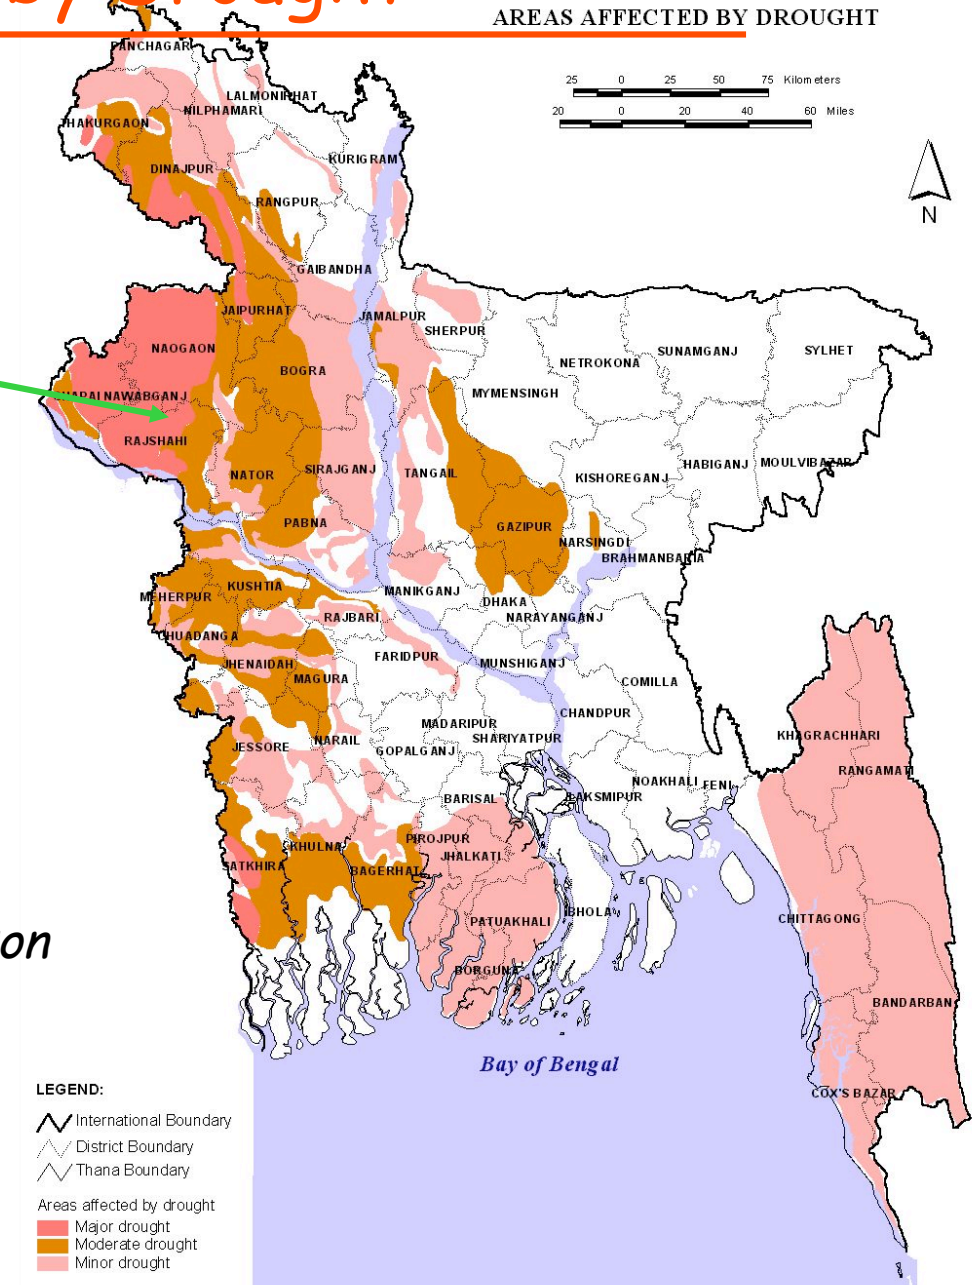 by Drought
AREAS AFFECTED BY DROUGHT
25 0 25 50 75 Kilometers
20 0 20 40 60 Miles
N
PANCHAGAR
LALMONIRHAT
NILPHAMARI
THAKURGAON
KURIGRAM
DINAJPUR
RANGPUR
GAIBANDHA
JAIPURHAT
JAMALPUR
SHERPUR
NAOGAON
NETROKONA
SUNAMGANJ
SYLHET
BOGRA
MYMENSINGH
NAWABGANJ
RAJSHAHI
HABIGANJ
MOULVIBAZAR
NATOR
SIRAJGANJ
TANGAIL
KISHOREGANJ
PABNA
GAZIPUR
NARSINGDI
BRAHMANBARIA
KUSHTIA
MEHERPUR
MANIKGANJ
DHAKA
RAJBARI
NARAYANGANJ
CHUADANGA
FARIDPUR
JHENAIDAH
MUNSHIGANJ
MAGURA
COMILLA
CHANDPUR
MADARIPUR
SHARIYATPUR
NARAIL
JESSORE
GOPALGANJ
KHAGRACHHARI
RANGAMATI
NOAKHALI
FENI
LAKSMIPUR
BARISAL
PIROJPUR
KHULNA
JHALKATI
SATKHIRA
BAGERHAT
BHOLA
PATUAKHALI
CHITTAGONG
on
BORGUNA
BANDARBAN
Bay of Bengal
COX'S BAZAR
LEGEND:
International Boundary
District Boundary
Thana Boundary
Areas affected by drought
Major drought
Moderate drought
Minor drought